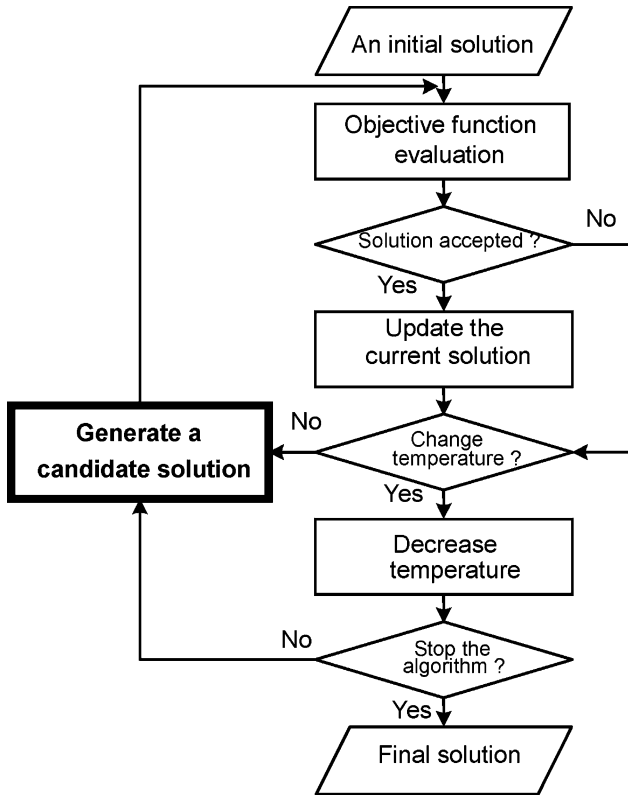 An initial solution
Objective function
evaluation
Solution accepted ?
No
Yes
Update the
current solution
Generate a
candidate solution
No
Change
temperature ?
Yes
Decrease
temperature
No
Stop the
algorithm ?
Yes
Final solution